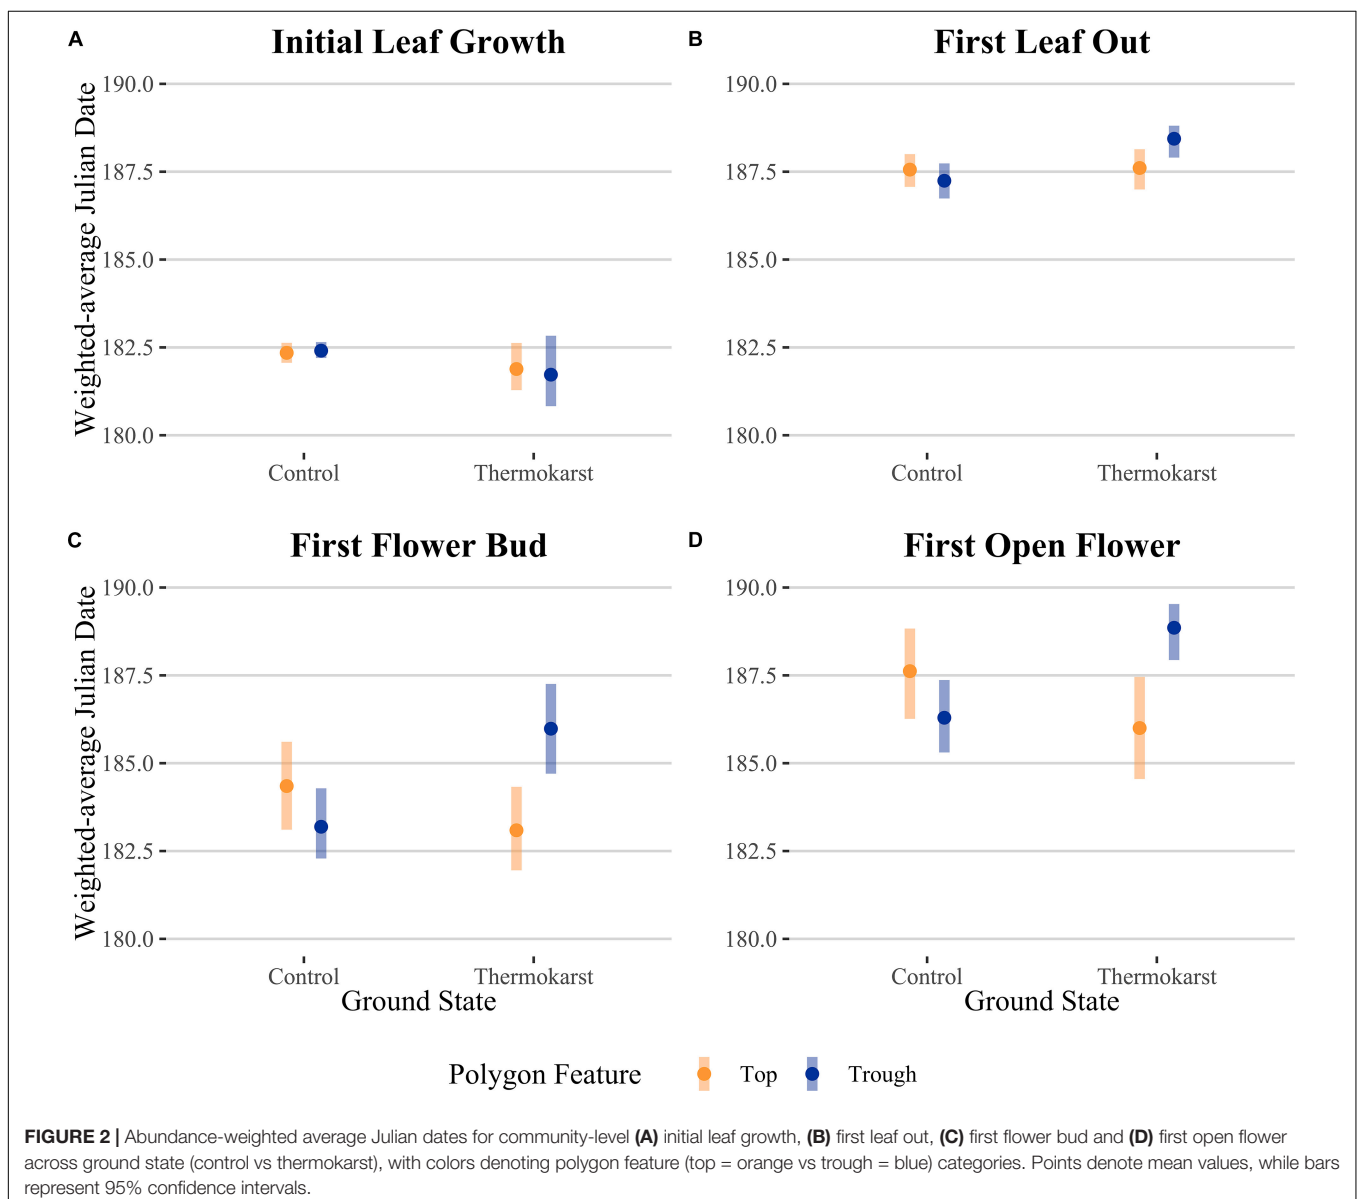 A
Initial Leaf Growth
Weighted-average Julian Date
190.0
187.5
185.0
182.5
180.0
Control Thermokarst
B
First Leaf Out
190.0
187.5
185.0
182.5
180.0
Control Thermokarst
C
First Flower Bud
Weighted-average Julian Date
190.0
187.5
185.0
182.5
180.0
Control Thermokarst
Ground State
D
First Open Flower
190.0
187.5
185.0
182.5
180.0
Control Thermokarst
Ground State
Polygon Feature Top Trough
FIGURE 2 | Abundance-weighted average Julian dates for community-level (A) initial leaf growth, (B) first leaf out, (C) first flower bud and (D) first open flower
across ground state (control vs thermokarst), with colors denoting polygon feature (top = orange vs trough = blue) categories. Points denote mean values, while bars
represent 95% confidence intervals.